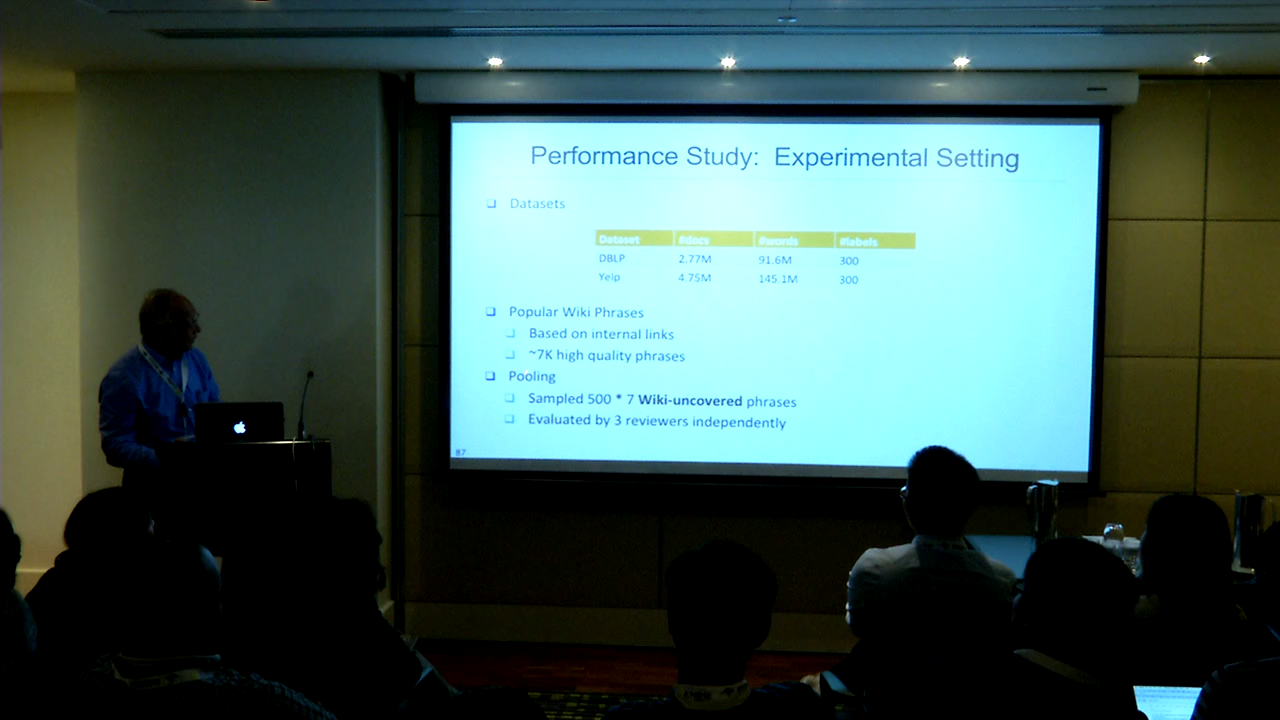 Performance Study: Experimental Setting
Datasets
Dataset #docs #words #labels
DBLP 2.77M 91.6M 300
Yelp 4.75M 145.1M 300
Popular Wiki Phrases
Based on internal links
~7K high quality phrases
Pooling
Sampled 500 * 7 Wiki-uncovered phrases
Evaluated by 3 reviewers independently
87